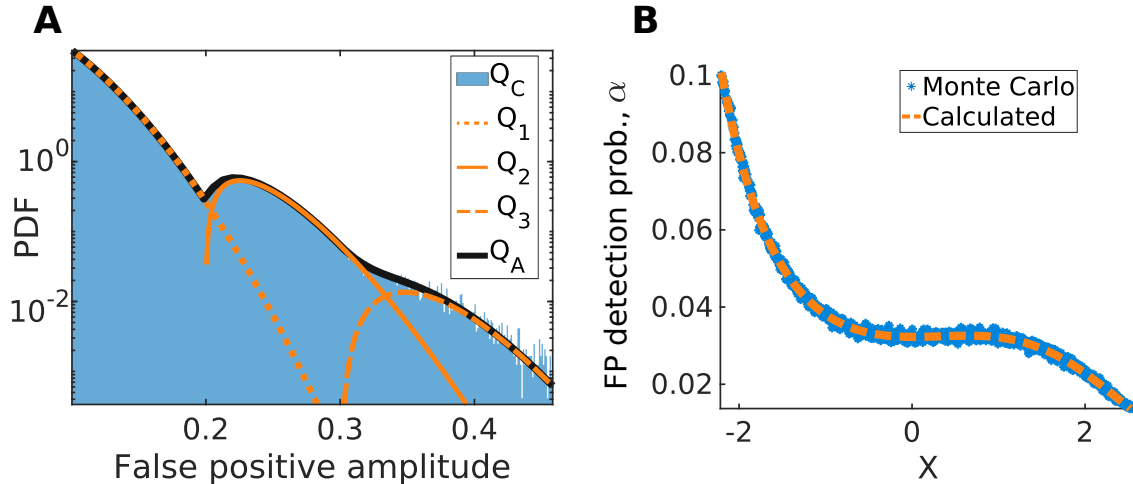 A
PDF
10^0
10^-2
0.2
0.3
0.4
False positive amplitude
Q_C
Q_1
Q_2
Q_3
Q_A
B
FP detection prob., α
0.1
0.08
0.06
0.04
0.02
-2
0
2
X
Monte Carlo
Calculated